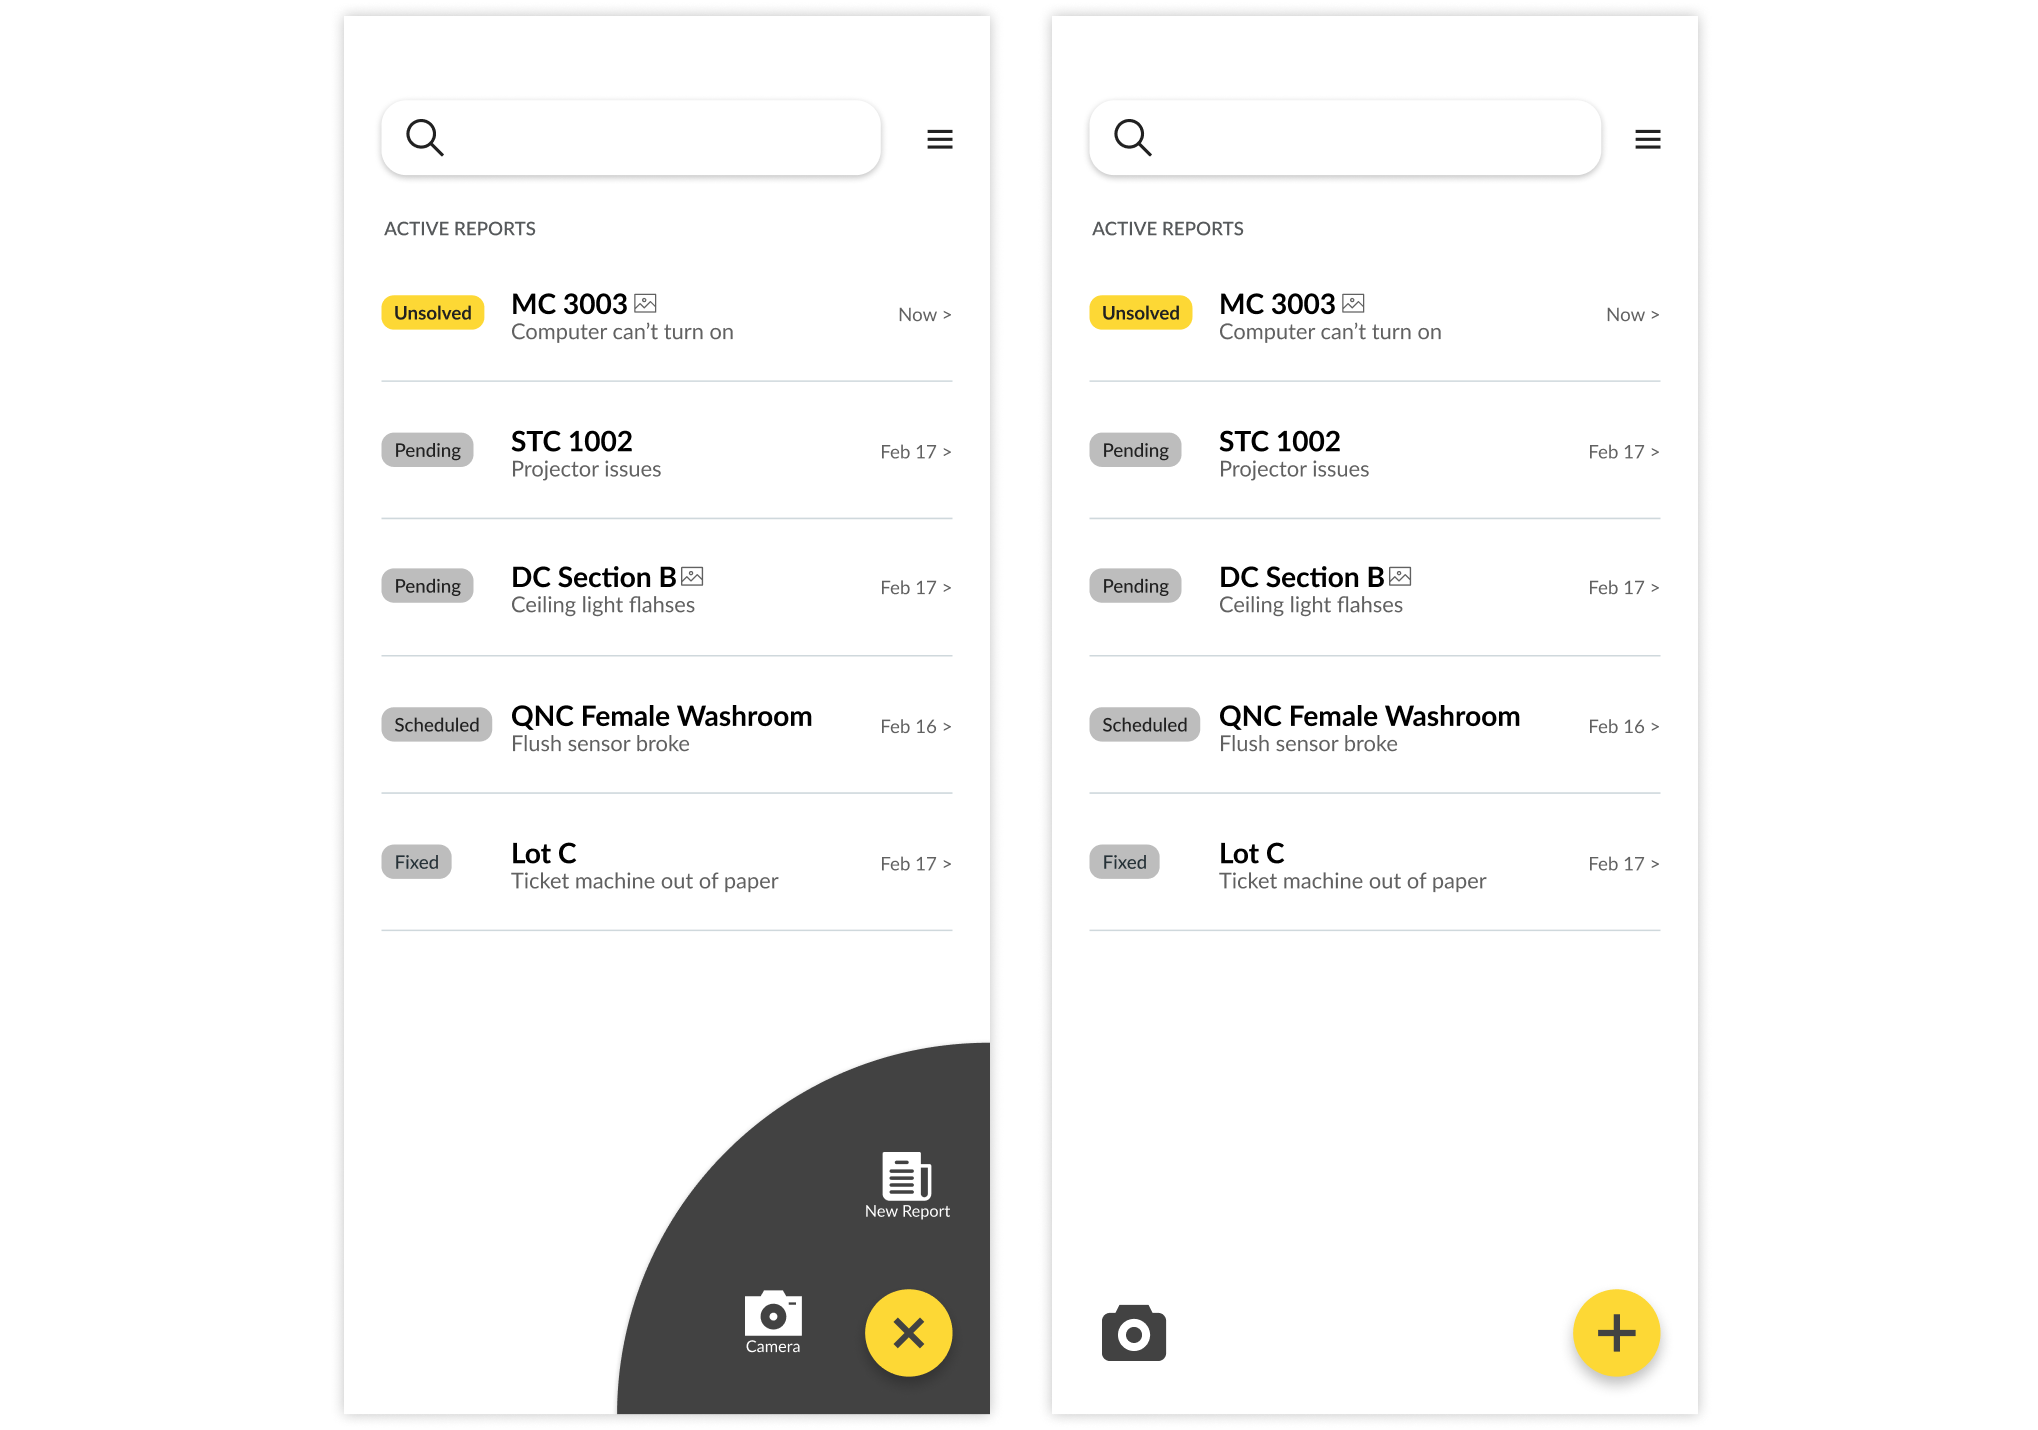 ACTIVE REPORTS
Unsolved
MC 3003
Computer can't turn on
Now >
Pending
STC 1002
Projector issues
Feb 17 >
Pending
DC Section B
Ceiling light flahses
Feb 17 >
Scheduled
QNC Female Washroom
Flush sensor broke
Feb 16 >
Fixed
Lot C
Ticket machine out of paper
Feb 17 >
New Report
Camera
ACTIVE REPORTS
Unsolved
MC 3003
Computer can't turn on
Now >
Pending
STC 1002
Projector issues
Feb 17 >
Pending
DC Section B
Ceiling light flahses
Feb 17 >
Scheduled
QNC Female Washroom
Flush sensor broke
Feb 16 >
Fixed
Lot C
Ticket machine out of paper
Feb 17 >